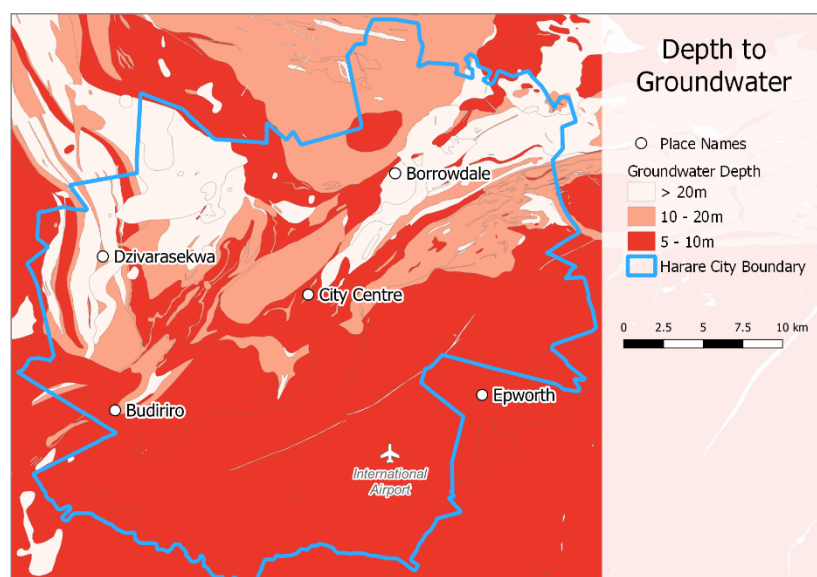 Depth to
Groundwater
Place Names
Groundwater Depth
> 20m
10 - 20m
5 - 10m
Harare City Boundary
0 2.5 5 7.5 10 km
Borrowdale
Dzivarasekwa
City Centre
Budiriro
Epworth
International
Airport